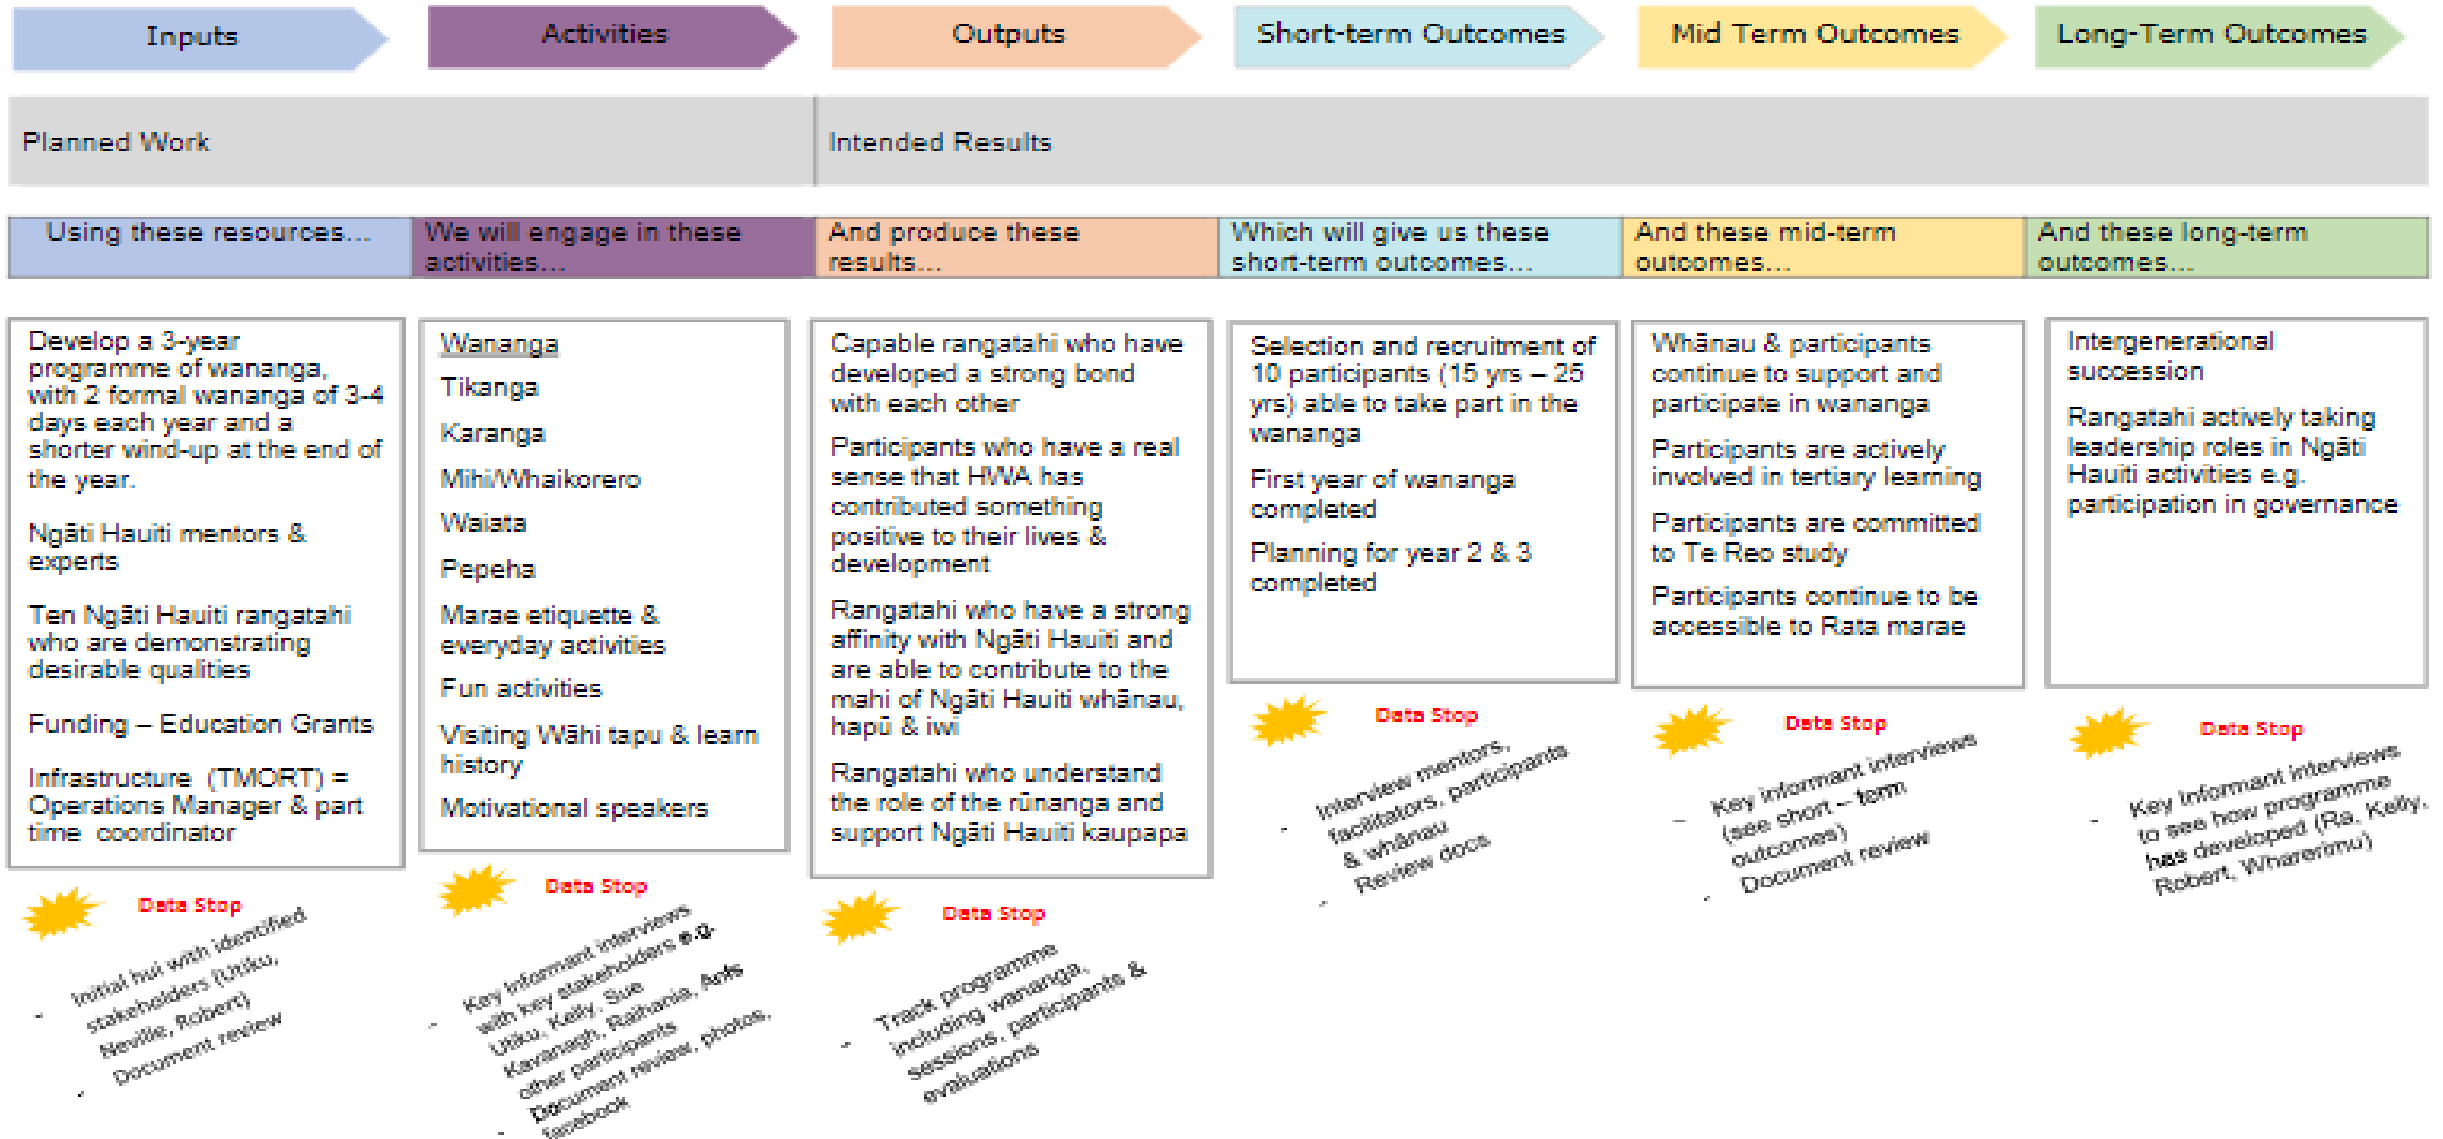 Inputs
Activities
Outputs
Short-term Outcomes
Mid Term Outcomes
Long-Term Outcomes
Planned Work
Intended Results
Using these resources...
We will engage in these
activities...
And produce these
results...
Which will give us these
short-term outcomes...
And these mid-term
outcomes...
And these long-term
outcomes...
Develop a 3-year
programme of wananga,
with 2 formal wananga of 3-4
days each year and a
shorter wind-up at the end of
the year.
Ngāti Hauiti mentors &
experts
Ten Ngāti Hauiti rangatahi
who are demonstrating
desirable qualities
Funding – Education Grants
Infrastructure (TMORT) =
Operations Manager & part
time coordinator
Data Stop
- Initial hui with identified
stakeholders (Utiku,
Neville, Robert)
- Document review
Wananga
Tikanga
Karanga
Mihi/Whaikorero
Waiata
Pepeha
Marae etiquette &
everyday activities
Fun activities
Visiting Wāhi tapu & learn
history
Motivational speakers
Data Stop
- Key Informant interviews
with key stakeholders e.g.
Utiku, Kelly, Sue
Kavanagh, Raihania, Ants
other participants
- Document review, photos,
facebook
Capable rangatahi who have
developed a strong bond
with each other
Participants who have a real
sense that HWA has
contributed something
positive to their lives &
development
Rangatahi who have a strong
affinity with Ngāti Hauiti and
are able to contribute to the
mahi of Ngāti Hauiti whānau,
hapū & iwi
Rangatahi who understand
the role of the rūnanga and
support Ngāti Hauiti kaupapa
Data Stop
- Track programme
including wananga,
sessions, participants &
evaluations
Selection and recruitment of
10 participants (15 yrs – 25
yrs) able to take part in the
wananga
First year of wananga
completed
Planning for year 2 & 3
completed
Data Stop
- Interview mentors,
facilitators, participants
& whānau
- Review docs
Whānau & participants
continue to support and
participate in wananga
Participants are actively
involved in tertiary learning
Participants are committed
to Te Reo study
Participants continue to be
accessible to Rata marae
Data Stop
- Key informant interviews
(see short – term
outcomes)
- Document review
Intergenerational
succession
Rangatahi actively taking
leadership roles in Ngāti
Hauiti activities e.g.
participation in governance
Data Stop
- Key Informant interviews
to see how programme
has developed (Ra, Kelly,
Robert, Wharerimu)